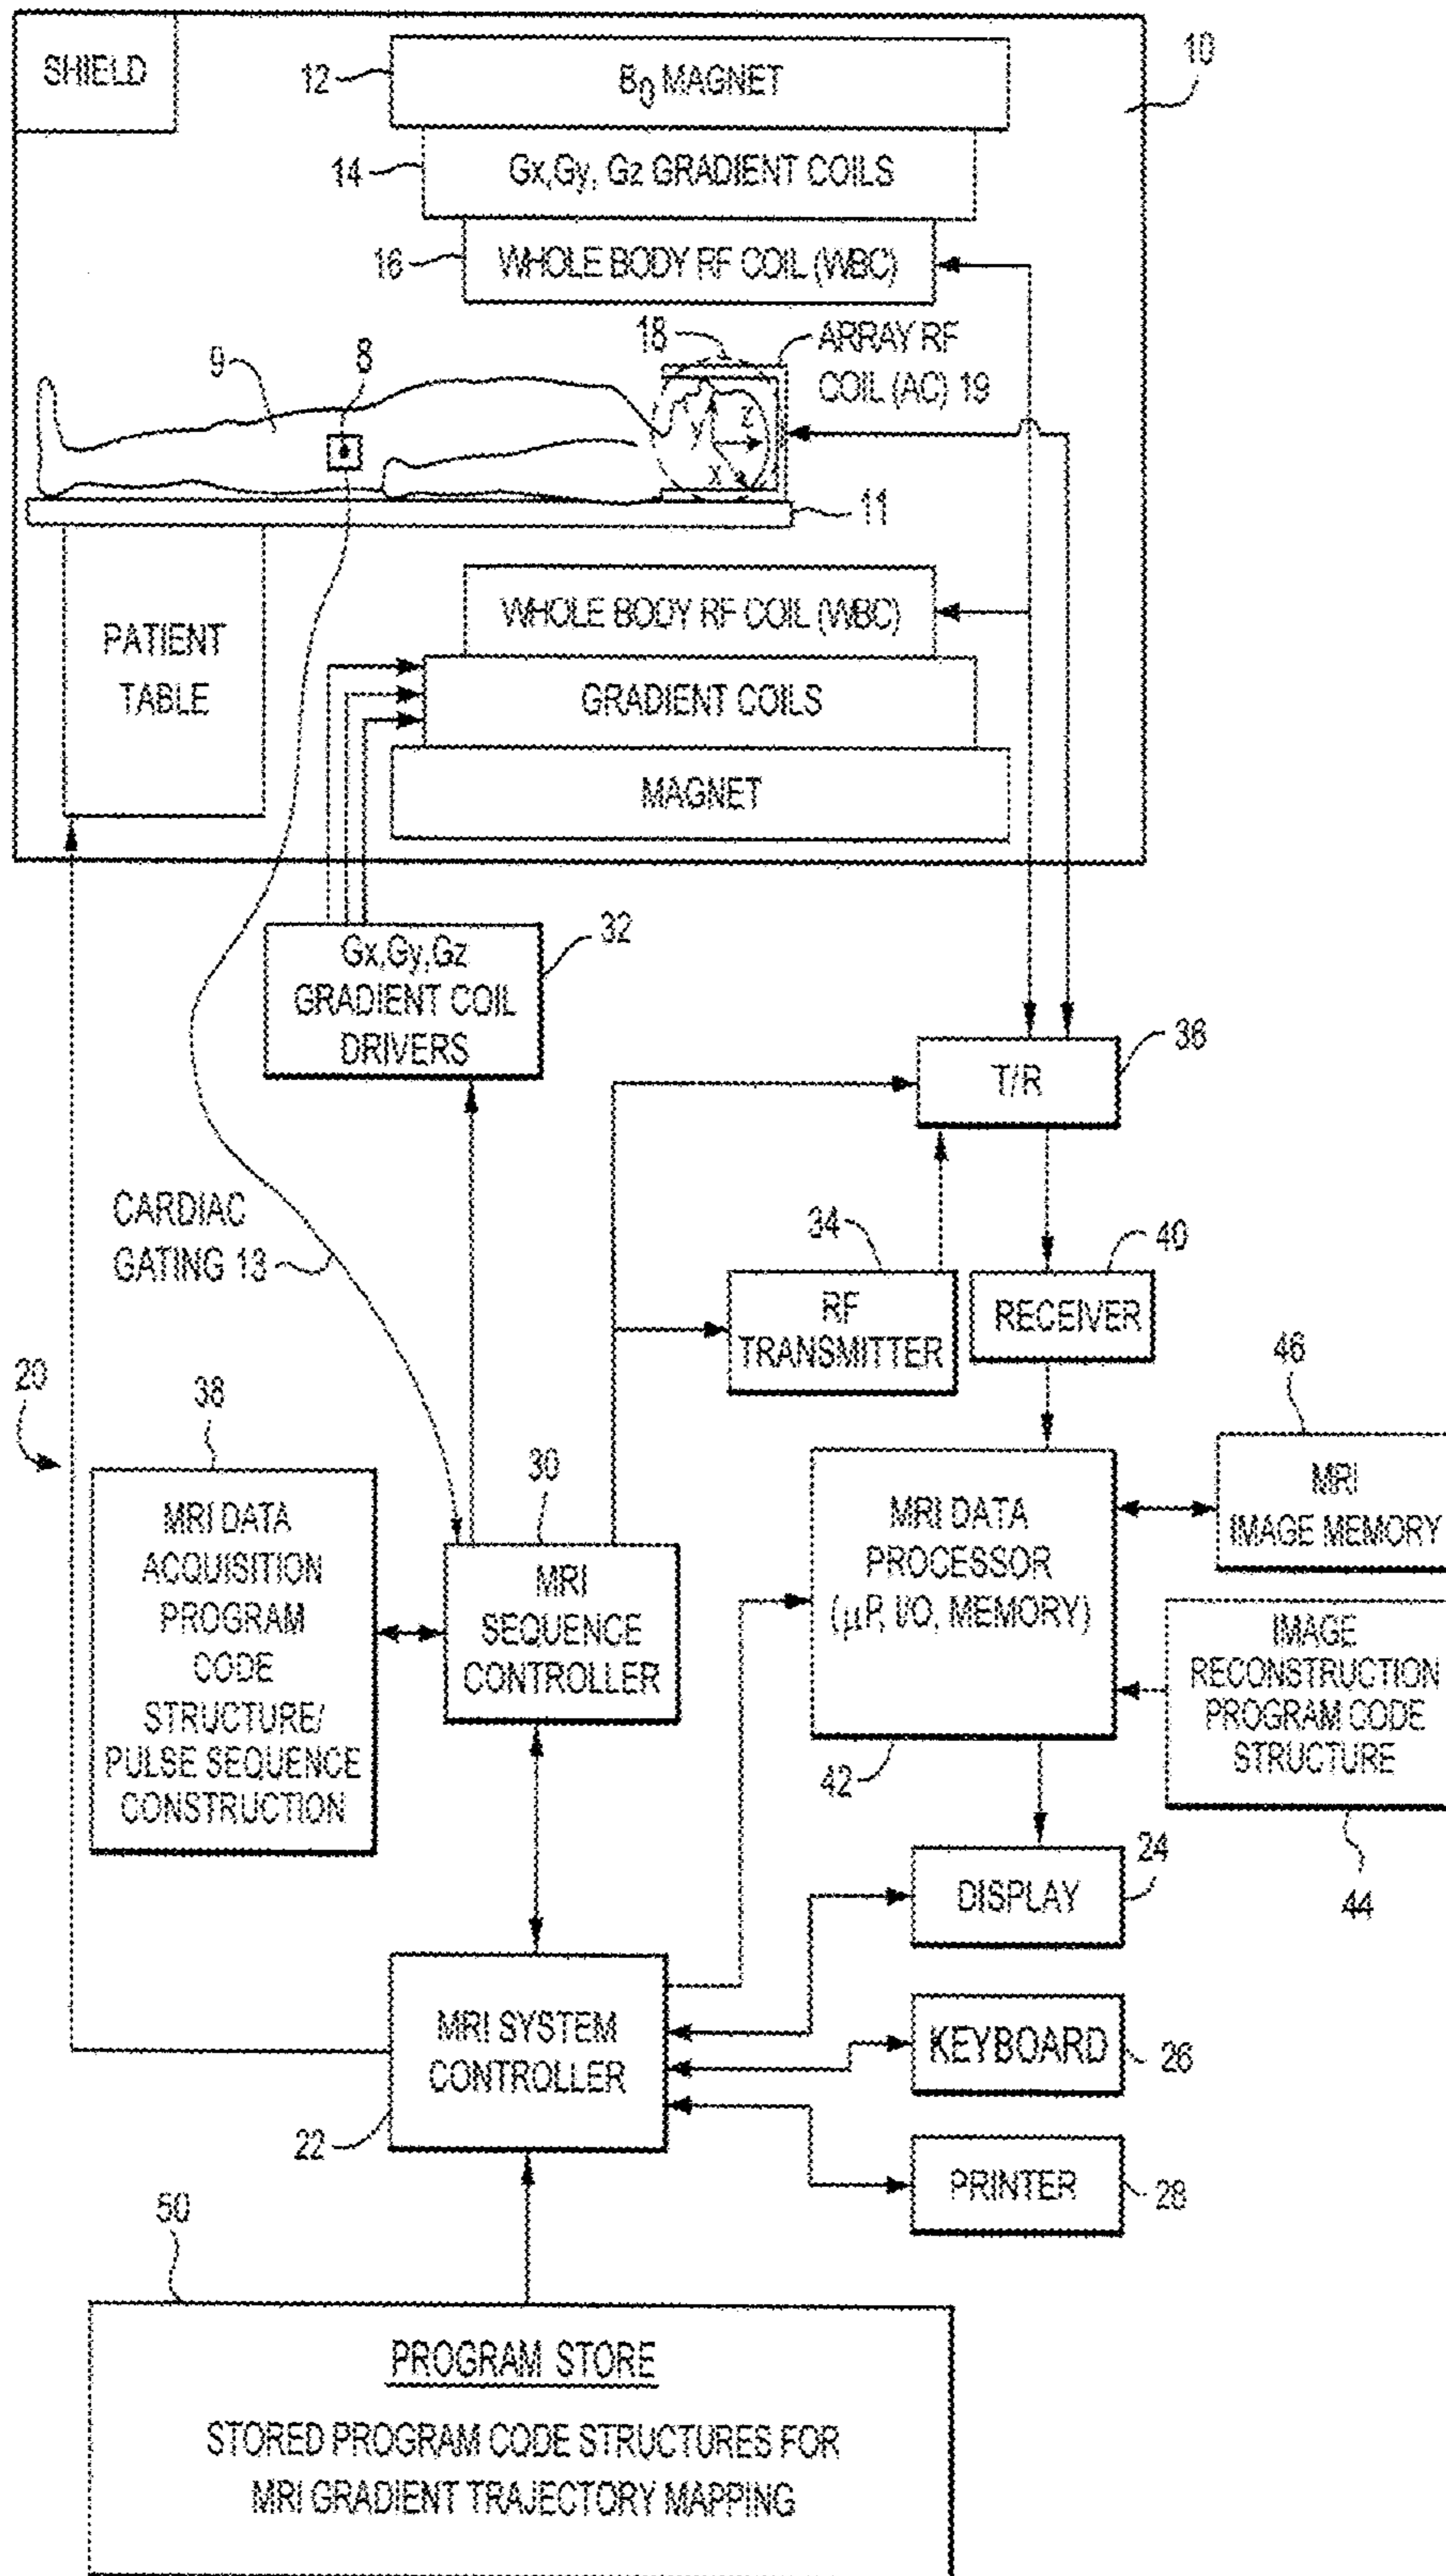 SHIELD
10
12
B0 MAGNET
14
Gx,Gy, Gz GRADIENT COILS
16
WHOLE BODY RF COIL (WBC)
18
ARRAY RF
COIL (AC) 19
9
8
y
z
x
11
PATIENT
TABLE
WHOLE BODY RF COIL (WBC)
GRADIENT COILS
MAGNET
Gx,Gy,Gz
GRADIENT COIL
DRIVERS
32
T/R
36
CARDIAC
GATING 13
34
RF
TRANSMITTER
40
RECEIVER
20
38
MRI DATA
ACQUISITION
PROGRAM
CODE
STRUCTURE/
PULSE SEQUENCE
CONSTRUCTION
30
MRI
SEQUENCE
CONTROLLER
MRI DATA
PROCESSOR
(μP, I/O, MEMORY)
42
46
MRI
IMAGE MEMORY
IMAGE
RECONSTRUCTION
PROGRAM CODE
STRUCTURE
44
DISPLAY
24
MRI SYSTEM
CONTROLLER
22
KEYBOARD
26
PRINTER
28
50
PROGRAM STORE
STORED PROGRAM CODE STRUCTURES FOR
MRI GRADIENT TRAJECTORY MAPPING